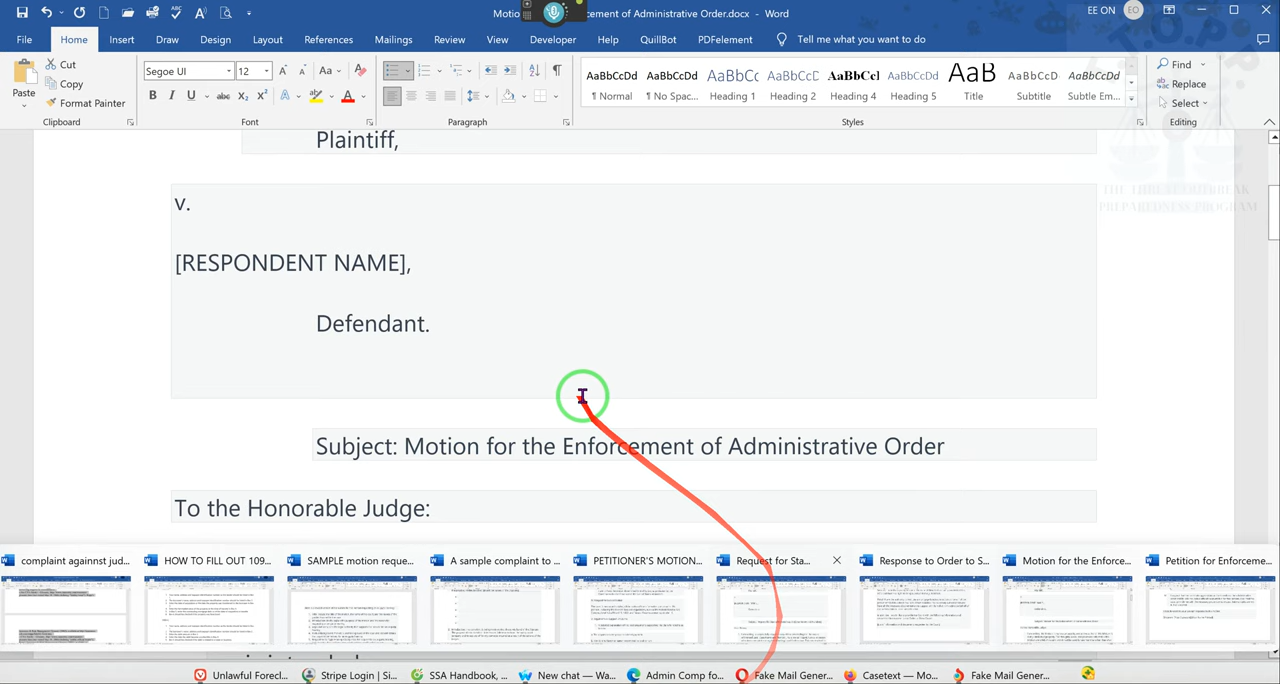 Motio
cement of Administrative Order.docx - Word
EE ON
EO
File Home Insert Draw Design Layout References Mailings Review View Developer Help QuillBot PDFelement Tell me what you want to do
Paste
Cut
Copy
Format Painter
Clipboard
Segoe UI 12
Font
Paragraph
AaBbCcDd AaBbCcDd AaBbCc AaBbCcD AaBbCcI AaBbCcDd AaB AaBbCcDd AaBbCcDd
¶ Normal ¶ No Spac... Heading 1 Heading 2 Heading 4 Heading 5 Title Subtitle Subtle Em...
Styles
Find
Replace
Select
Editing
T.O.P.P.
THE TOREA OUTBREAK
PREPAREDNESS PROGRAM
Plaintiff,
v.
[RESPONDENT NAME],
Defendant.
Subject: Motion for the Enforcement of Administrative Order
To the Honorable Judge:
complaint againnst jud... HOW TO FILL OUT 109... SAMPLE motion reque... A sample complaint to ... PETITIONER'S MOTION... Request for Sta... Response to Order to S... Motion for the Enforce... Petition for Enforceme...
Unlawful Forecl... Stripe Login | Si... SSA Handbook, ... New chat — Wa... Admin Comp fo... Fake Mail Gener... Casetext — Mo... Fake Mail Gener...